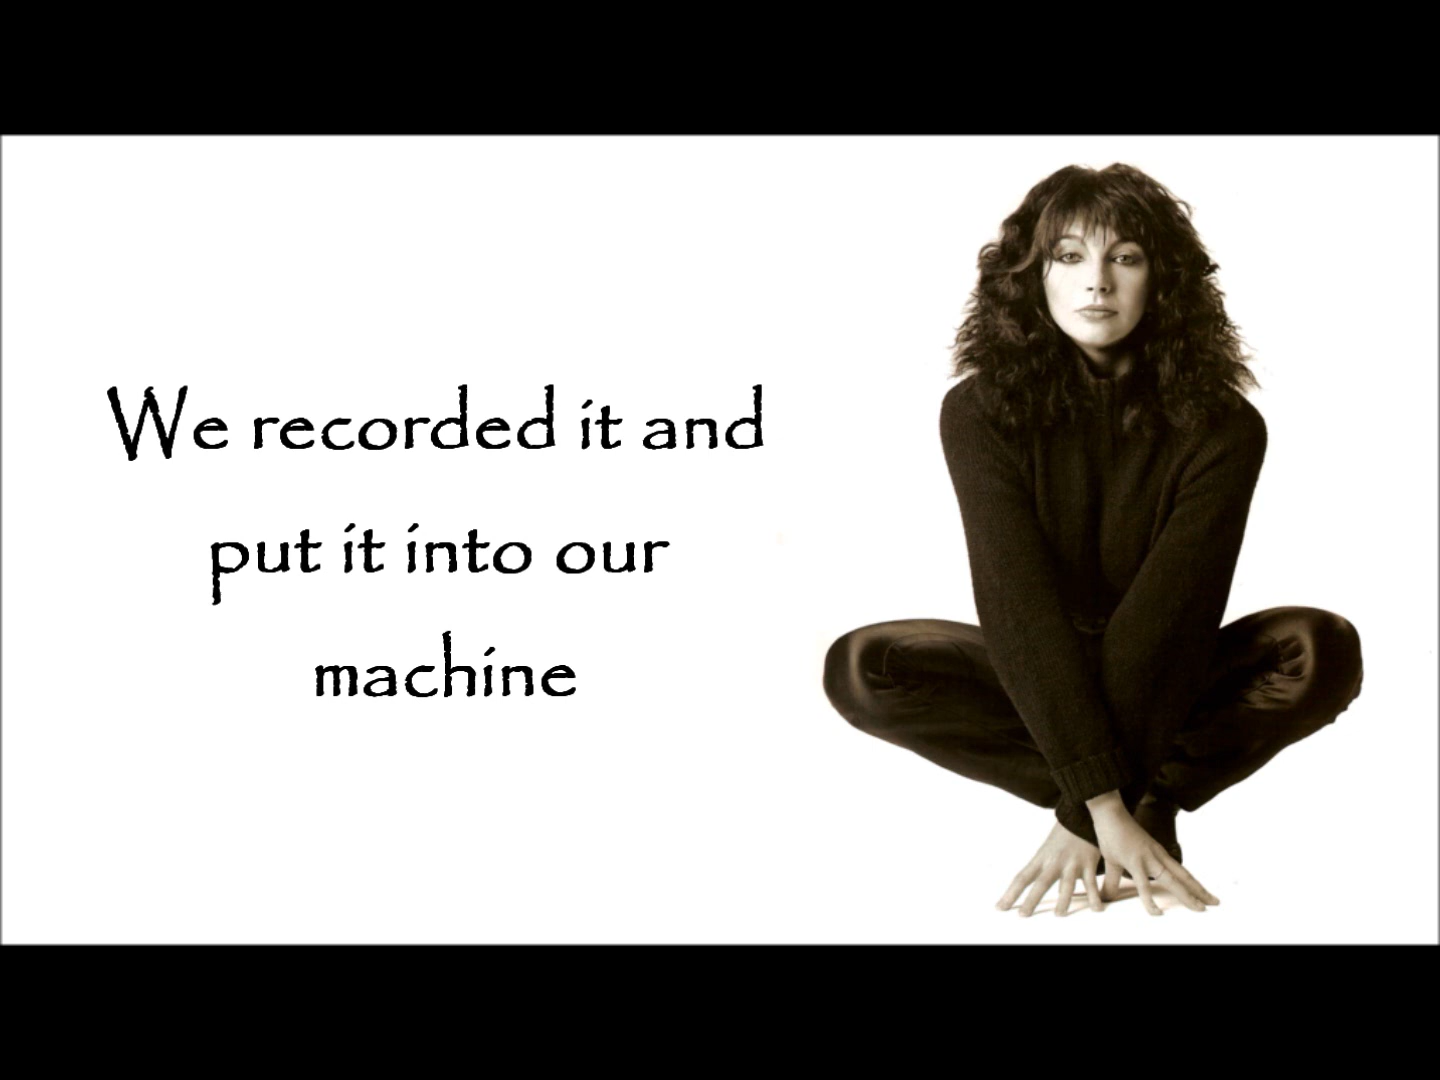 We recorded it and
put it into our
machine